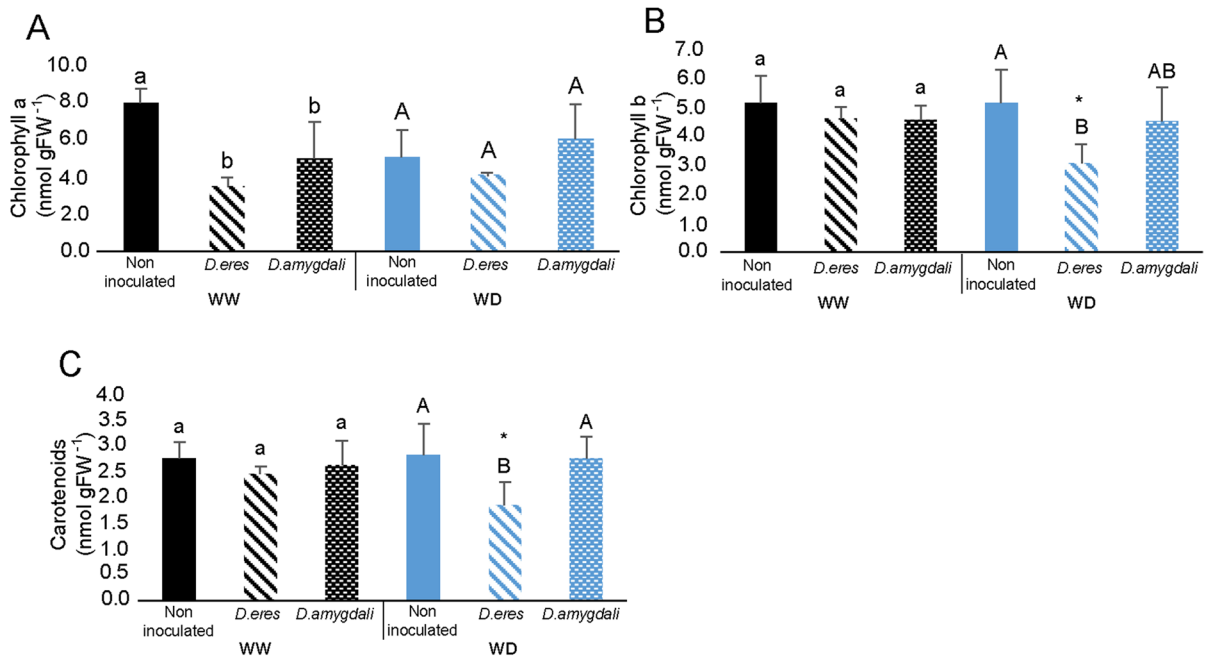 A
Chlorophyll a
(nmol gFW⁻¹)
10.0
8.0
6.0
4.0
2.0
0.0
a
b
b
A
A
A
Non
inoculated
D.eres
D.amygdali
Non
inoculated
D.eres
D.amygdali
WW
WD
B
Chlorophyll b
(nmol gFW⁻¹)
7.0
6.0
5.0
4.0
3.0
2.0
1.0
0.0
a
a
a
A
*
B
AB
Non
inoculated
D.eres
D.amygdali
Non
inoculated
D.eres
D.amygdali
WW
WD
C
Carotenoids
(nmol gFW⁻¹)
4.0
3.5
3.0
2.5
2.0
1.5
1.0
0.5
0.0
a
a
a
A
*
B
A
Non
inoculated
D.eres
D.amygdali
Non
inoculated
D.eres
D.amygdali
WW
WD